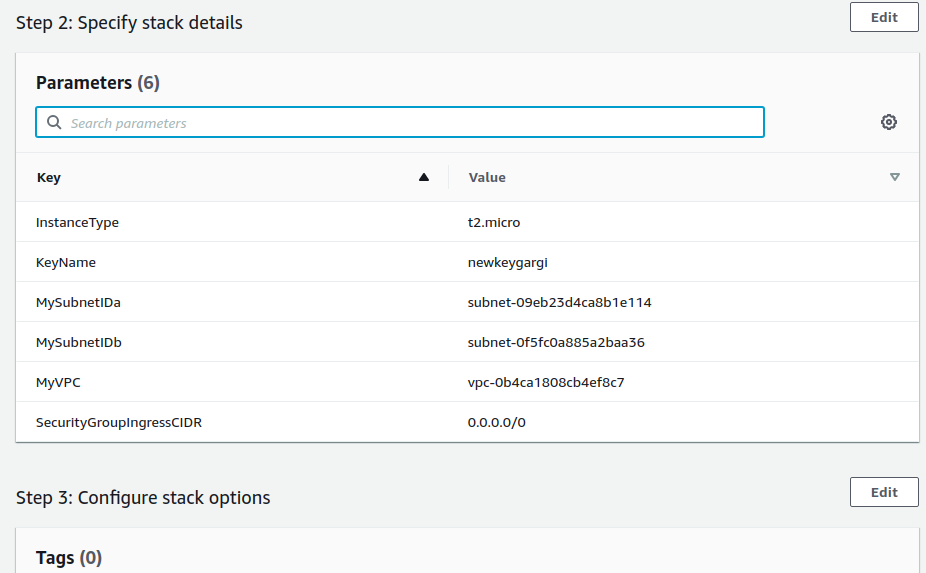 Step 2: Specify stack details
Edit
Parameters (6)
Search parameters
Key Value
InstanceType t2.micro
KeyName newkeygargi
MySubnetIDa subnet-09eb23d4ca8b1e114
MySubnetIDb subnet-0f5fc0a885a2baa36
MyVPC vpc-0b4ca1808cb4ef8c7
SecurityGroupIngressCIDR 0.0.0.0/0
Step 3: Configure stack options
Edit
Tags (0)